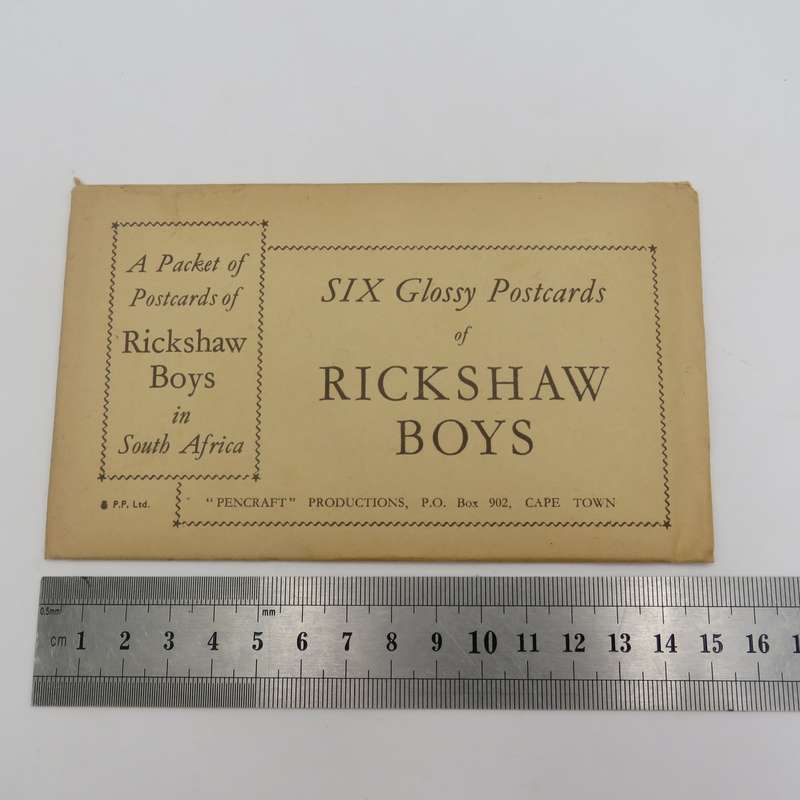 A Packet of
Postcards of
Rickshaw
Boys
in
South Africa
P.P. Ltd.
SIX Glossy Postcards
of
RICKSHAW
BOYS
"PENCRAFT" PRODUCTIONS, P.O. Box 902, CAPE TOWN
0.5mm
mm
cm 1 2 3 4 5 6 7 8 9 10 11 12 13 14 15 16